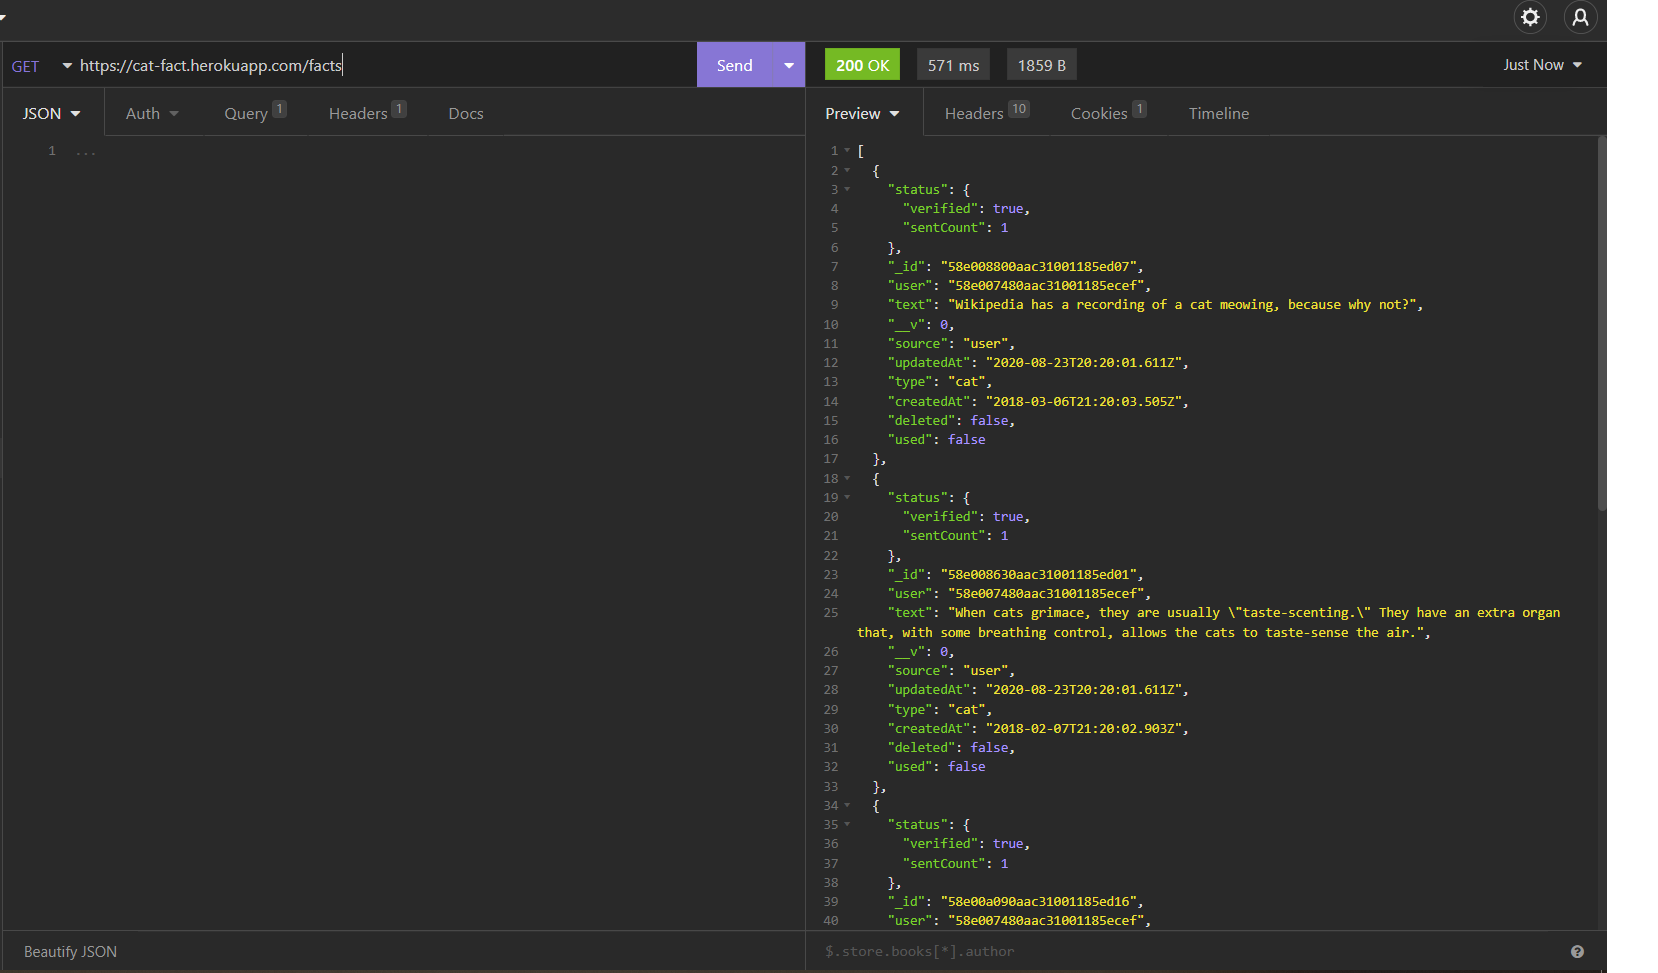 GET https://cat-fact.herokuapp.com/facts Send 200 OK 571 ms 1859 B Just Now
JSON Auth Query 1 Headers 1 Docs Preview Headers 10 Cookies 1 Timeline
1 ...
1 [
2 {
3 "status": {
4 "verified": true,
5 "sentCount": 1
6 },
7 "_id": "58e008800aac31001185ed07",
8 "user": "58e007480aac31001185ecef",
9 "text": "Wikipedia has a recording of a cat meowing, because why not?",
10 "__v": 0,
11 "source": "user",
12 "updatedAt": "2020-08-23T20:20:01.611Z",
13 "type": "cat",
14 "createdAt": "2018-03-06T21:20:03.505Z",
15 "deleted": false,
16 "used": false
17 },
18 {
19 "status": {
20 "verified": true,
21 "sentCount": 1
22 },
23 "_id": "58e008630aac31001185ed01",
24 "user": "58e007480aac31001185ecef",
25 "text": "When cats grimace, they are usually \"taste-scenting.\" They have an extra organ
that, with some breathing control, allows the cats to taste-sense the air.",
26 "__v": 0,
27 "source": "user",
28 "updatedAt": "2020-08-23T20:20:01.611Z",
29 "type": "cat",
30 "createdAt": "2018-02-07T21:20:02.903Z",
31 "deleted": false,
32 "used": false
33 },
34 {
35 "status": {
36 "verified": true,
37 "sentCount": 1
38 },
39 "_id": "58e00a090aac31001185ed16",
40 "user": "58e007480aac31001185ecef",
Beautify JSON $.store.books[*].author ?